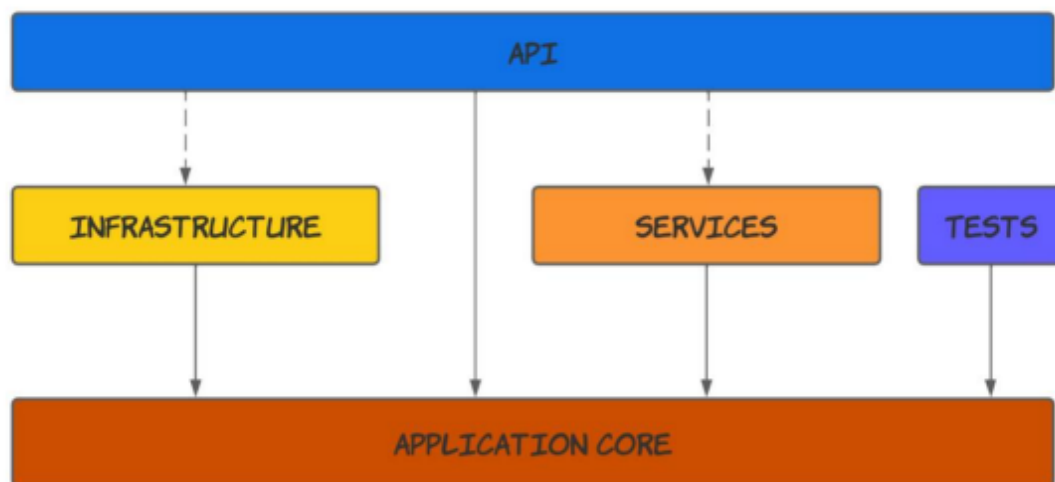 API
INFRASTRUCTURE
SERVICES
TESTS
APPLICATION CORE